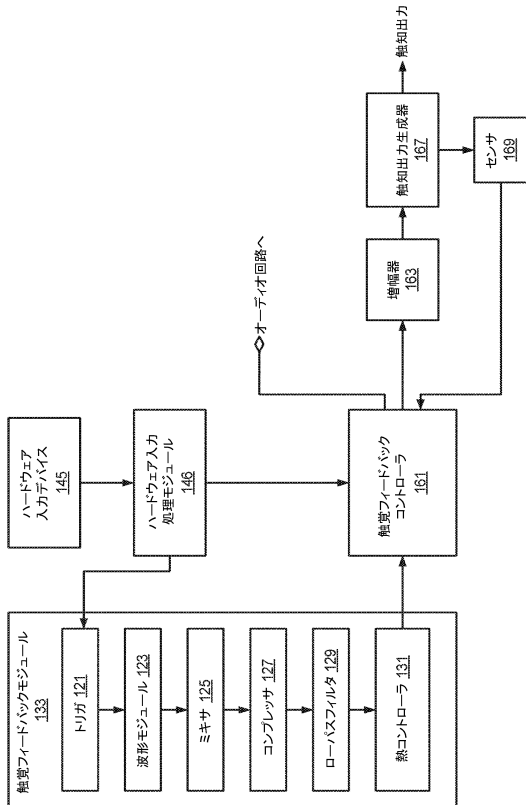 触覚フィードバックモジュール
133
トリガ 121
波形モジュール 123
ミキサ 125
コンプレッサ 127
ローパスフィルタ 129
熱コントローラ 131
ハードウェア
入力デバイス
145
ハードウェア入力
処理モジュール
146
触覚フィードバック
コントローラ
161
オーディオ回路へ
増幅器
163
触知出力生成器
167
触知出力
センサ
169